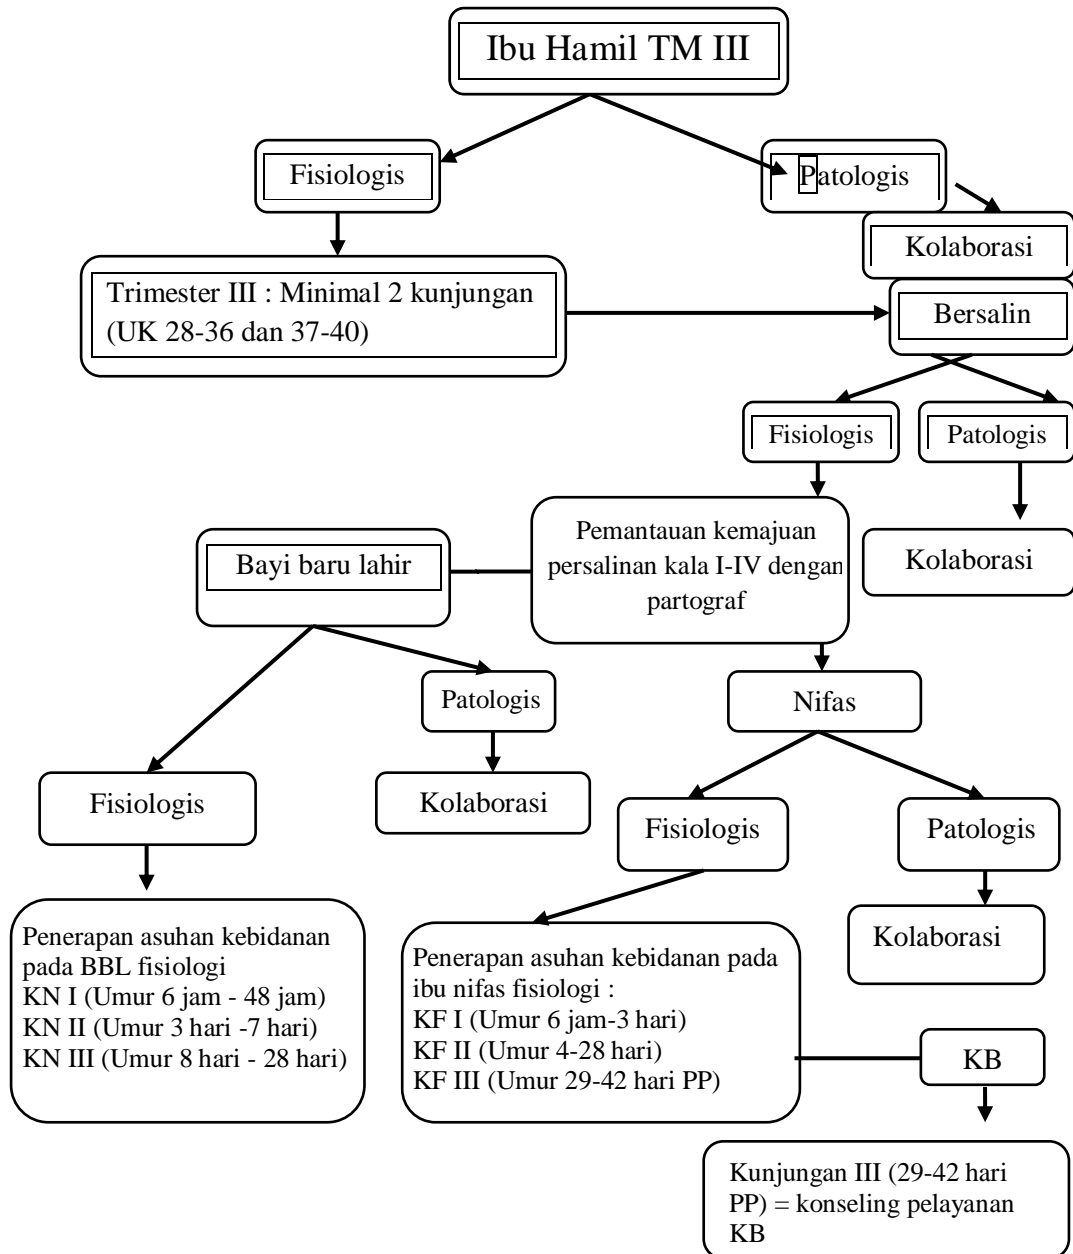 Ibu Hamil TM III
Fisiologis
Patologis
Kolaborasi
Trimester III : Minimal 2 kunjungan
(UK 28-36 dan 37-40)
Bersalin
Fisiologis
Patologis
Pemantauan kemajuan
persalinan kala I-IV dengan
partograf
Kolaborasi
Bayi baru lahir
Patologis
Nifas
Fisiologis
Kolaborasi
Fisiologis
Patologis
Penerapan asuhan kebidanan
pada BBL fisiologi
KN I (Umur 6 jam - 48 jam)
KN II (Umur 3 hari -7 hari)
KN III (Umur 8 hari - 28 hari)
Penerapan asuhan kebidanan pada
ibu nifas fisiologi :
KF I (Umur 6 jam-3 hari)
KF II (Umur 4-28 hari)
KF III (Umur 29-42 hari PP)
Kolaborasi
KB
Kunjungan III (29-42 hari
PP) = konseling pelayanan
KB